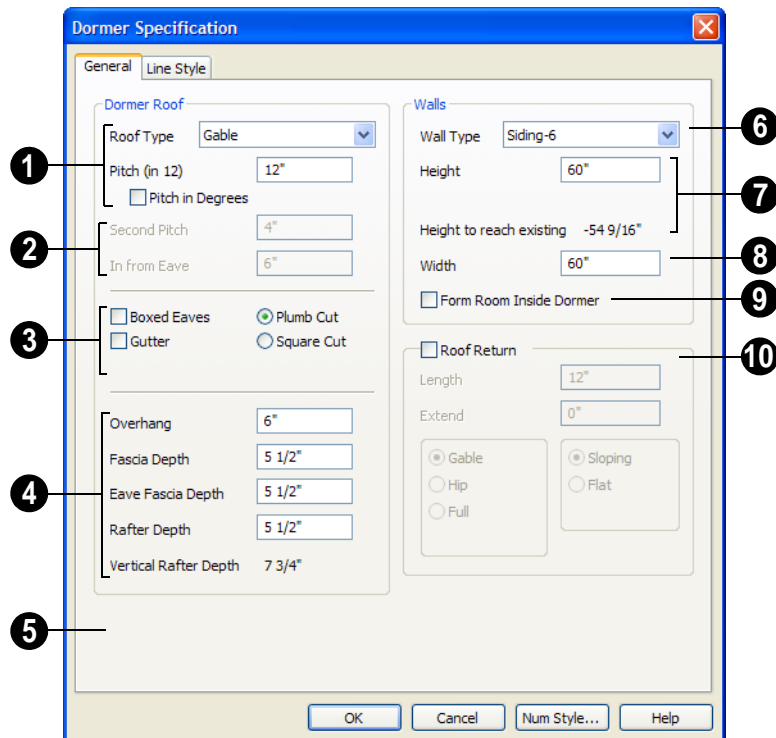 Dormer Specification
General
Line Style
Dormer Roof
Roof Type
Gable
Pitch (in 12)
12"
Pitch in Degrees
Second Pitch
4"
In from Eave
6"
Boxed Eaves
Plumb Cut
Gutter
Square Cut
Overhang
6"
Fascia Depth
5 1/2"
Eave Fascia Depth
5 1/2"
Rafter Depth
5 1/2"
Vertical Rafter Depth
7 3/4"
Walls
Wall Type
Siding-6
Height
60"
Height to reach existing
-54 9/16"
Width
60"
Form Room Inside Dormer
Roof Return
Length
12"
Extend
0"
Gable
Sloping
Hip
Flat
Full
OK
Cancel
Num Style...
Help
1
2
3
4
5
6
7
8
9
10